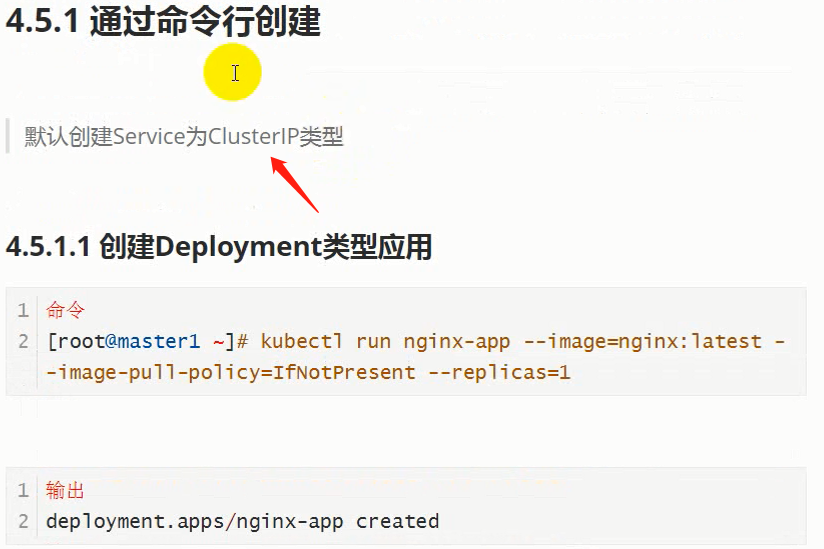 4.5.1 通过命令行创建
默认创建Service为ClusterIP类型
4.5.1.1 创建Deployment类型应用
1 命令
2 [root@master1 ~]# kubectl run nginx-app --image=nginx:latest -
-image-pull-policy=IfNotPresent --replicas=1
1 输出
2 deployment.apps/nginx-app created